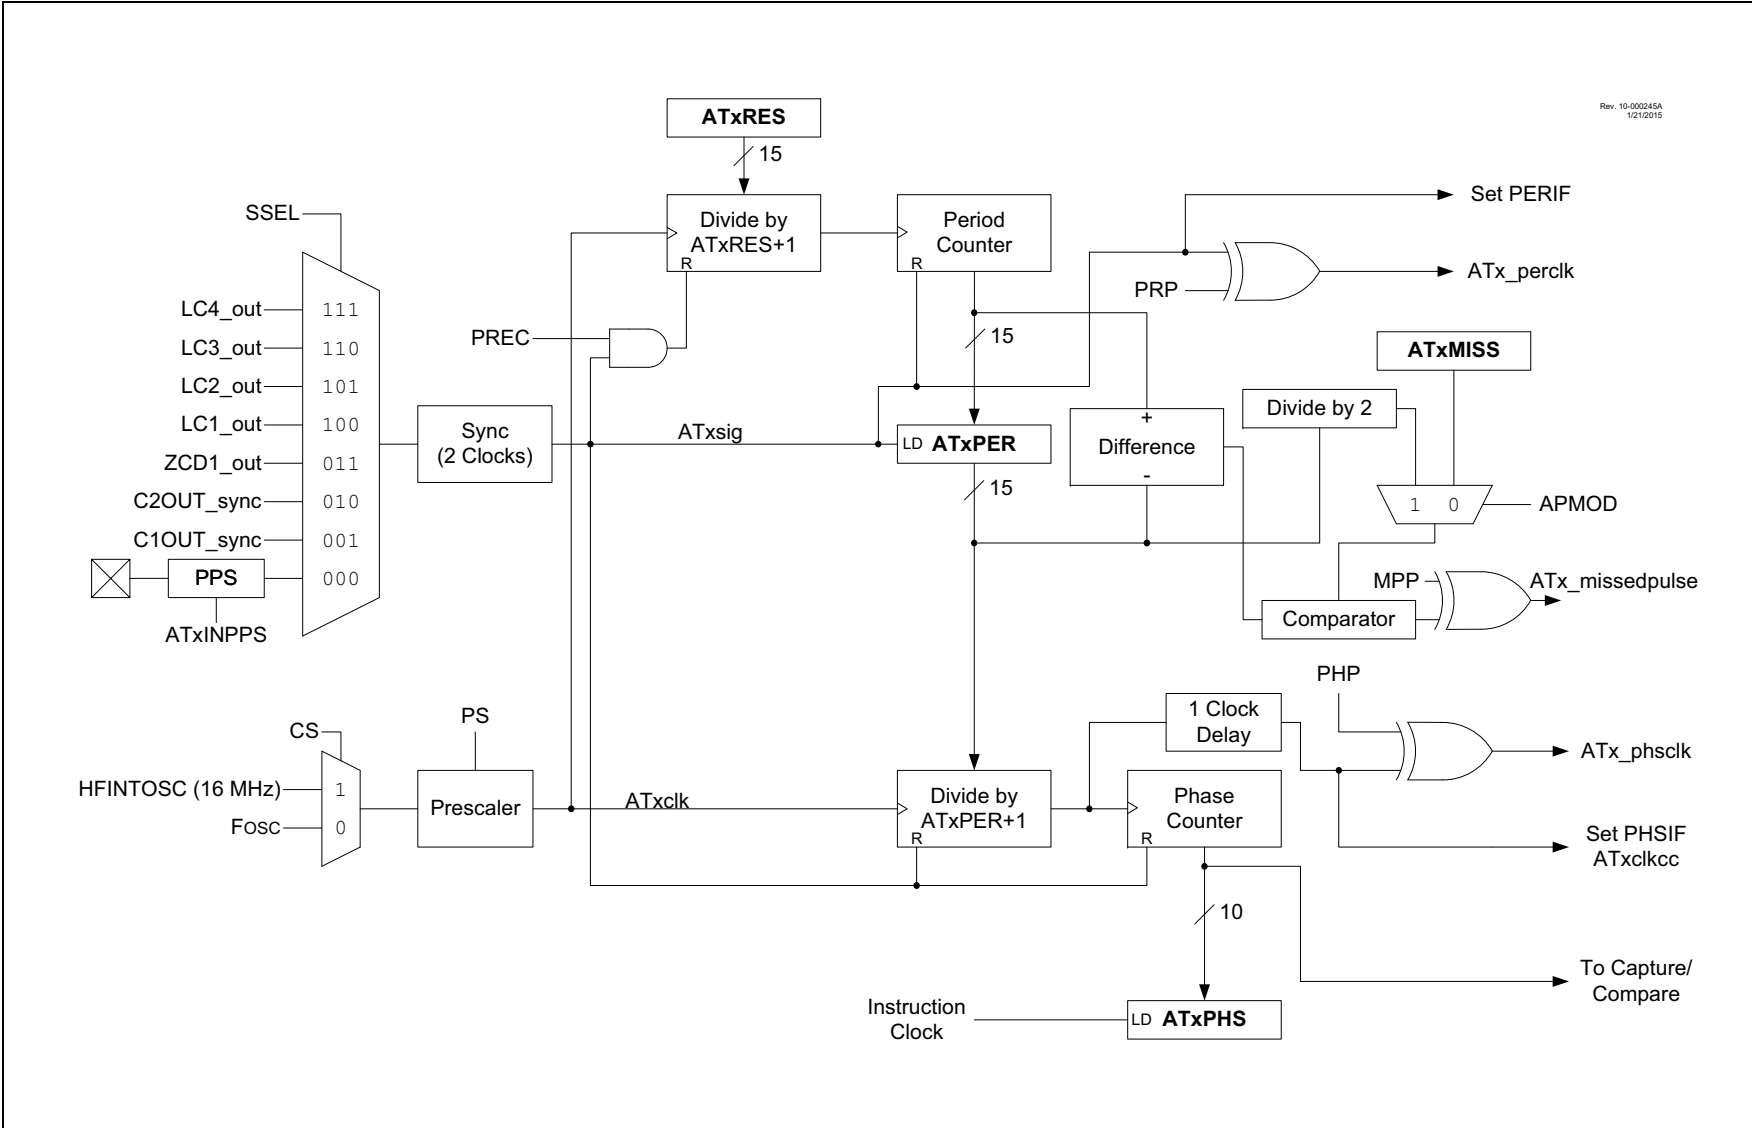 Rev. 10-000245A
1/21/2015
ATxRES
15
SSEL
Divide by
ATxRES+1
R
Period
Counter
R
Set PERIF
ATx_perclk
PRP
LC4_out
111
LC3_out
110
LC2_out
101
LC1_out
100
ZCD1_out
011
C2OUT_sync
010
C1OUT_sync
001
PPS
000
ATxINPPS
PREC
15
ATxMISS
Sync
(2 Clocks)
ATxsig
LD ATxPER
15
+
Difference
-
Divide by 2
1 0
APMOD
MPP
ATx_missedpulse
Comparator
PHP
CS
PS
1 Clock
Delay
ATx_phsclk
HFINTOSC (16 MHz)
1
FOSC
0
Prescaler
ATxclk
Divide by
ATxPER+1
R
Phase
Counter
R
Set PHSIF
ATxclkcc
10
To Capture/
Compare
Instruction
Clock
LD ATxPHS